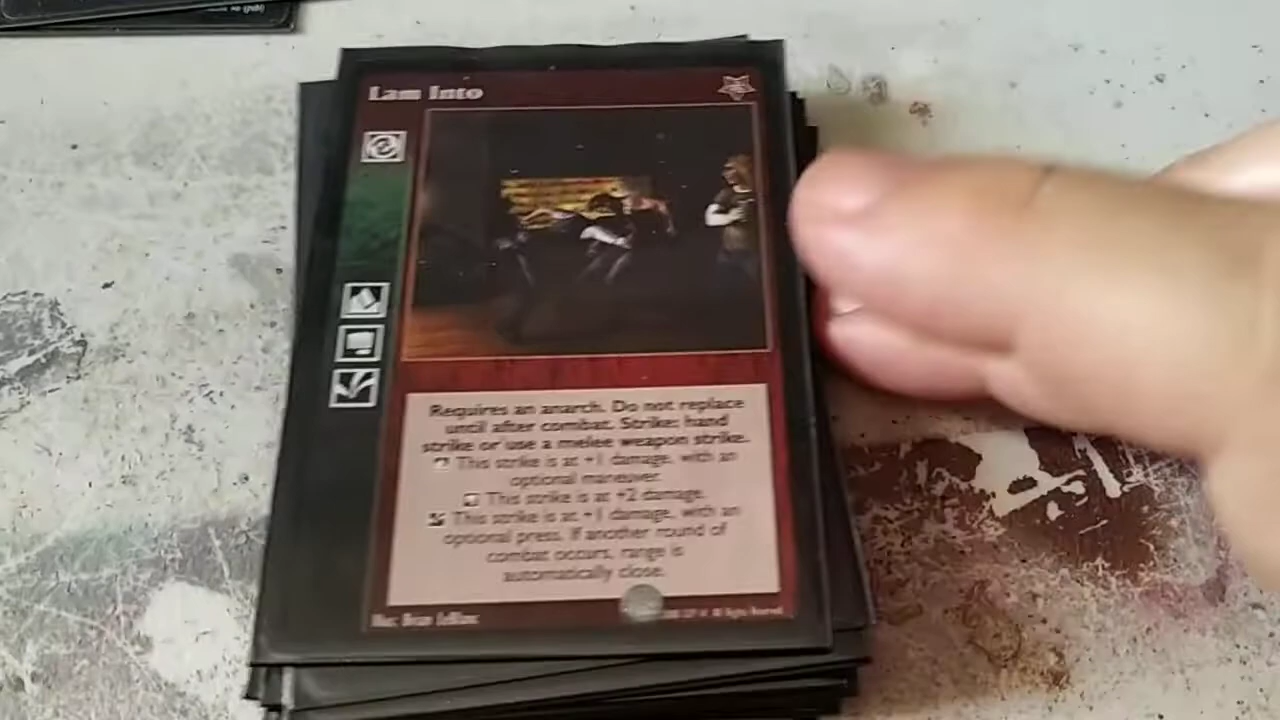 Lam Into
Requires an anarch. Do not replace
until after combat. Strike: hand
strike or use a melee weapon strike.
This strike is at +1 damage, with an
optional maneuver.
This strike is at +2 damage.
This strike is at +1 damage, with an
optional press. If another round of
combat occurs, range is
automatically close.